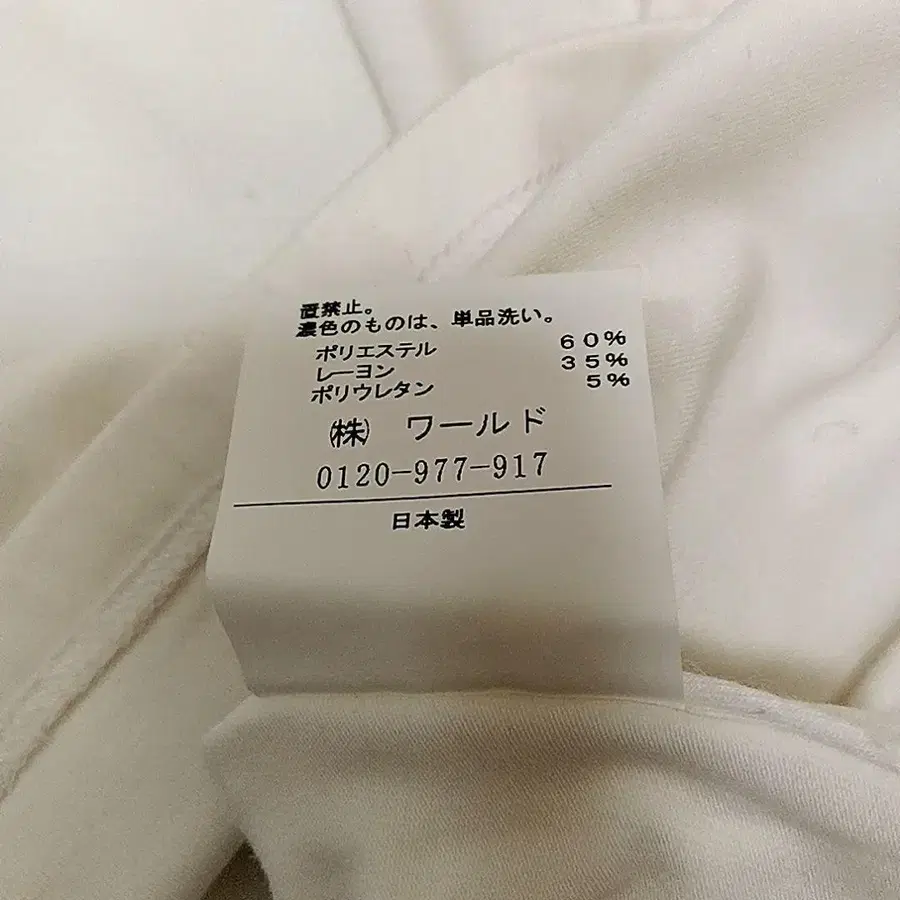 置禁止。
濃色のものは、単品洗い。
ポリエステル 60%
レーヨン 35%
ポリウレタン 5%
㈱ ワールド
0120-977-917
日本製